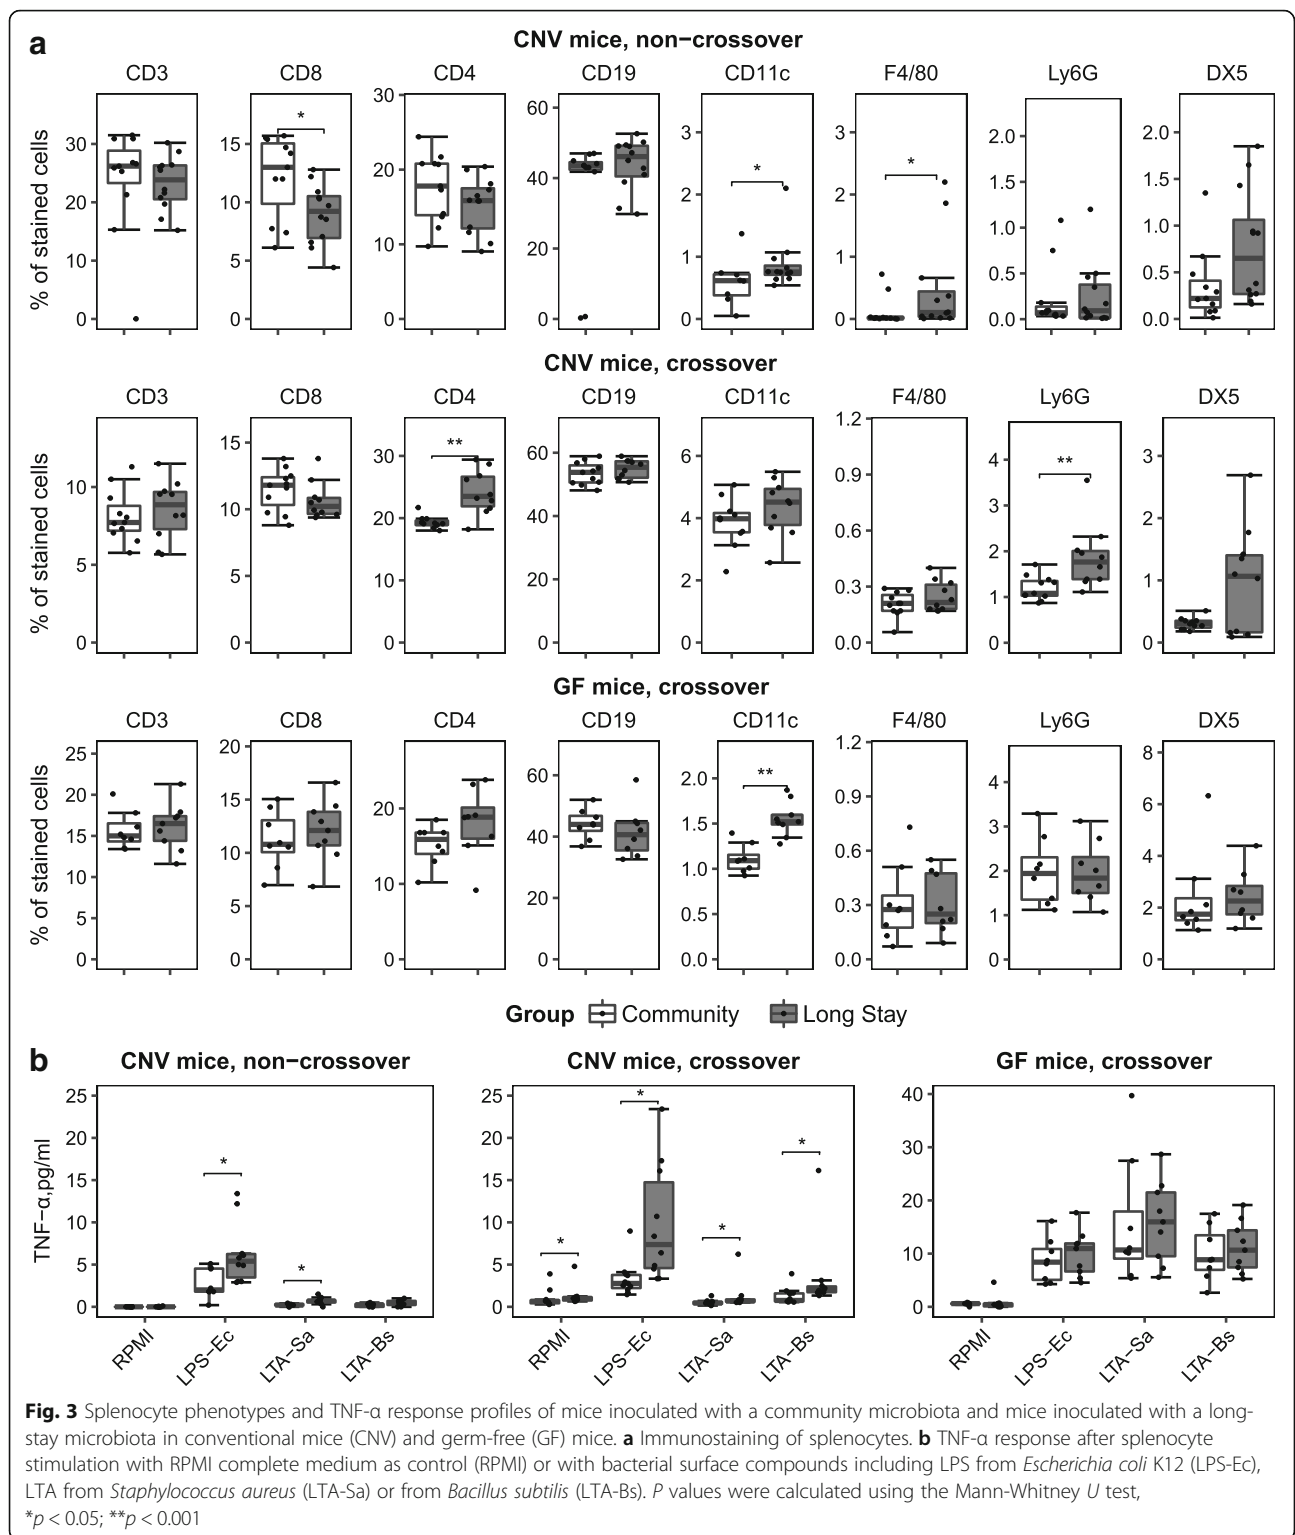 a
CNV mice, non−crossover
CD3 CD8 CD4 CD19 CD11c F4/80 Ly6G DX5
% of stained cells
30 20 10 0
* 15 10 5 0
30 20 10 0
60 40 20 0
* 3 2 1 0
* 3 2 1 0
2.0 1.5 1.0 0.5 0.0
2.0 1.5 1.0 0.5 0.0
CNV mice, crossover
CD3 CD8 CD4 CD19 CD11c F4/80 Ly6G DX5
% of stained cells
10 5 0
15 10 5 0
** 30 20 10 0
60 40 20 0
6 4 2 0
1.2 0.9 0.6 0.3 0.0
** 4 3 2 1 0
3 2 1 0
GF mice, crossover
CD3 CD8 CD4 CD19 CD11c F4/80 Ly6G DX5
% of stained cells
25 20 15 10 5 0
20 15 10 5 0
20 10 0
60 40 20 0
** 2.0 1.5 1.0 0.5 0.0
1.2 0.9 0.6 0.3 0.0
4 3 2 1 0
8 6 4 2 0
Group Community Long Stay
b
CNV mice, non−crossover CNV mice, crossover GF mice, crossover
TNF−α,pg/ml
25 20 15 10 5 0
* *
RPMI LPS−Ec LTA−Sa LTA−Bs
25 20 15 10 5 0
* * * *
RPMI LPS−Ec LTA−Sa LTA−Bs
40 30 20 10 0
RPMI LPS−Ec LTA−Sa LTA−Bs
Fig. 3 Splenocyte phenotypes and TNF-α response profiles of mice inoculated with a community microbiota and mice inoculated with a long-
stay microbiota in conventional mice (CNV) and germ-free (GF) mice. a Immunostaining of splenocytes. b TNF-α response after splenocyte
stimulation with RPMI complete medium as control (RPMI) or with bacterial surface compounds including LPS from Escherichia coli K12 (LPS-Ec),
LTA from Staphylococcus aureus (LTA-Sa) or from Bacillus subtilis (LTA-Bs). P values were calculated using the Mann-Whitney U test,
*p < 0.05; **p < 0.001